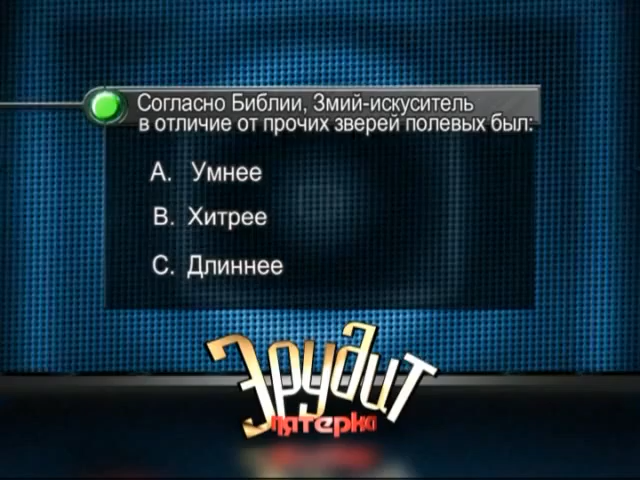 Согласно Библии, Змий-искуситель
в отличие от прочих зверей полевых был:
A. Умнее
B. Хитрее
C. Длиннее
Эрудит
пятерка